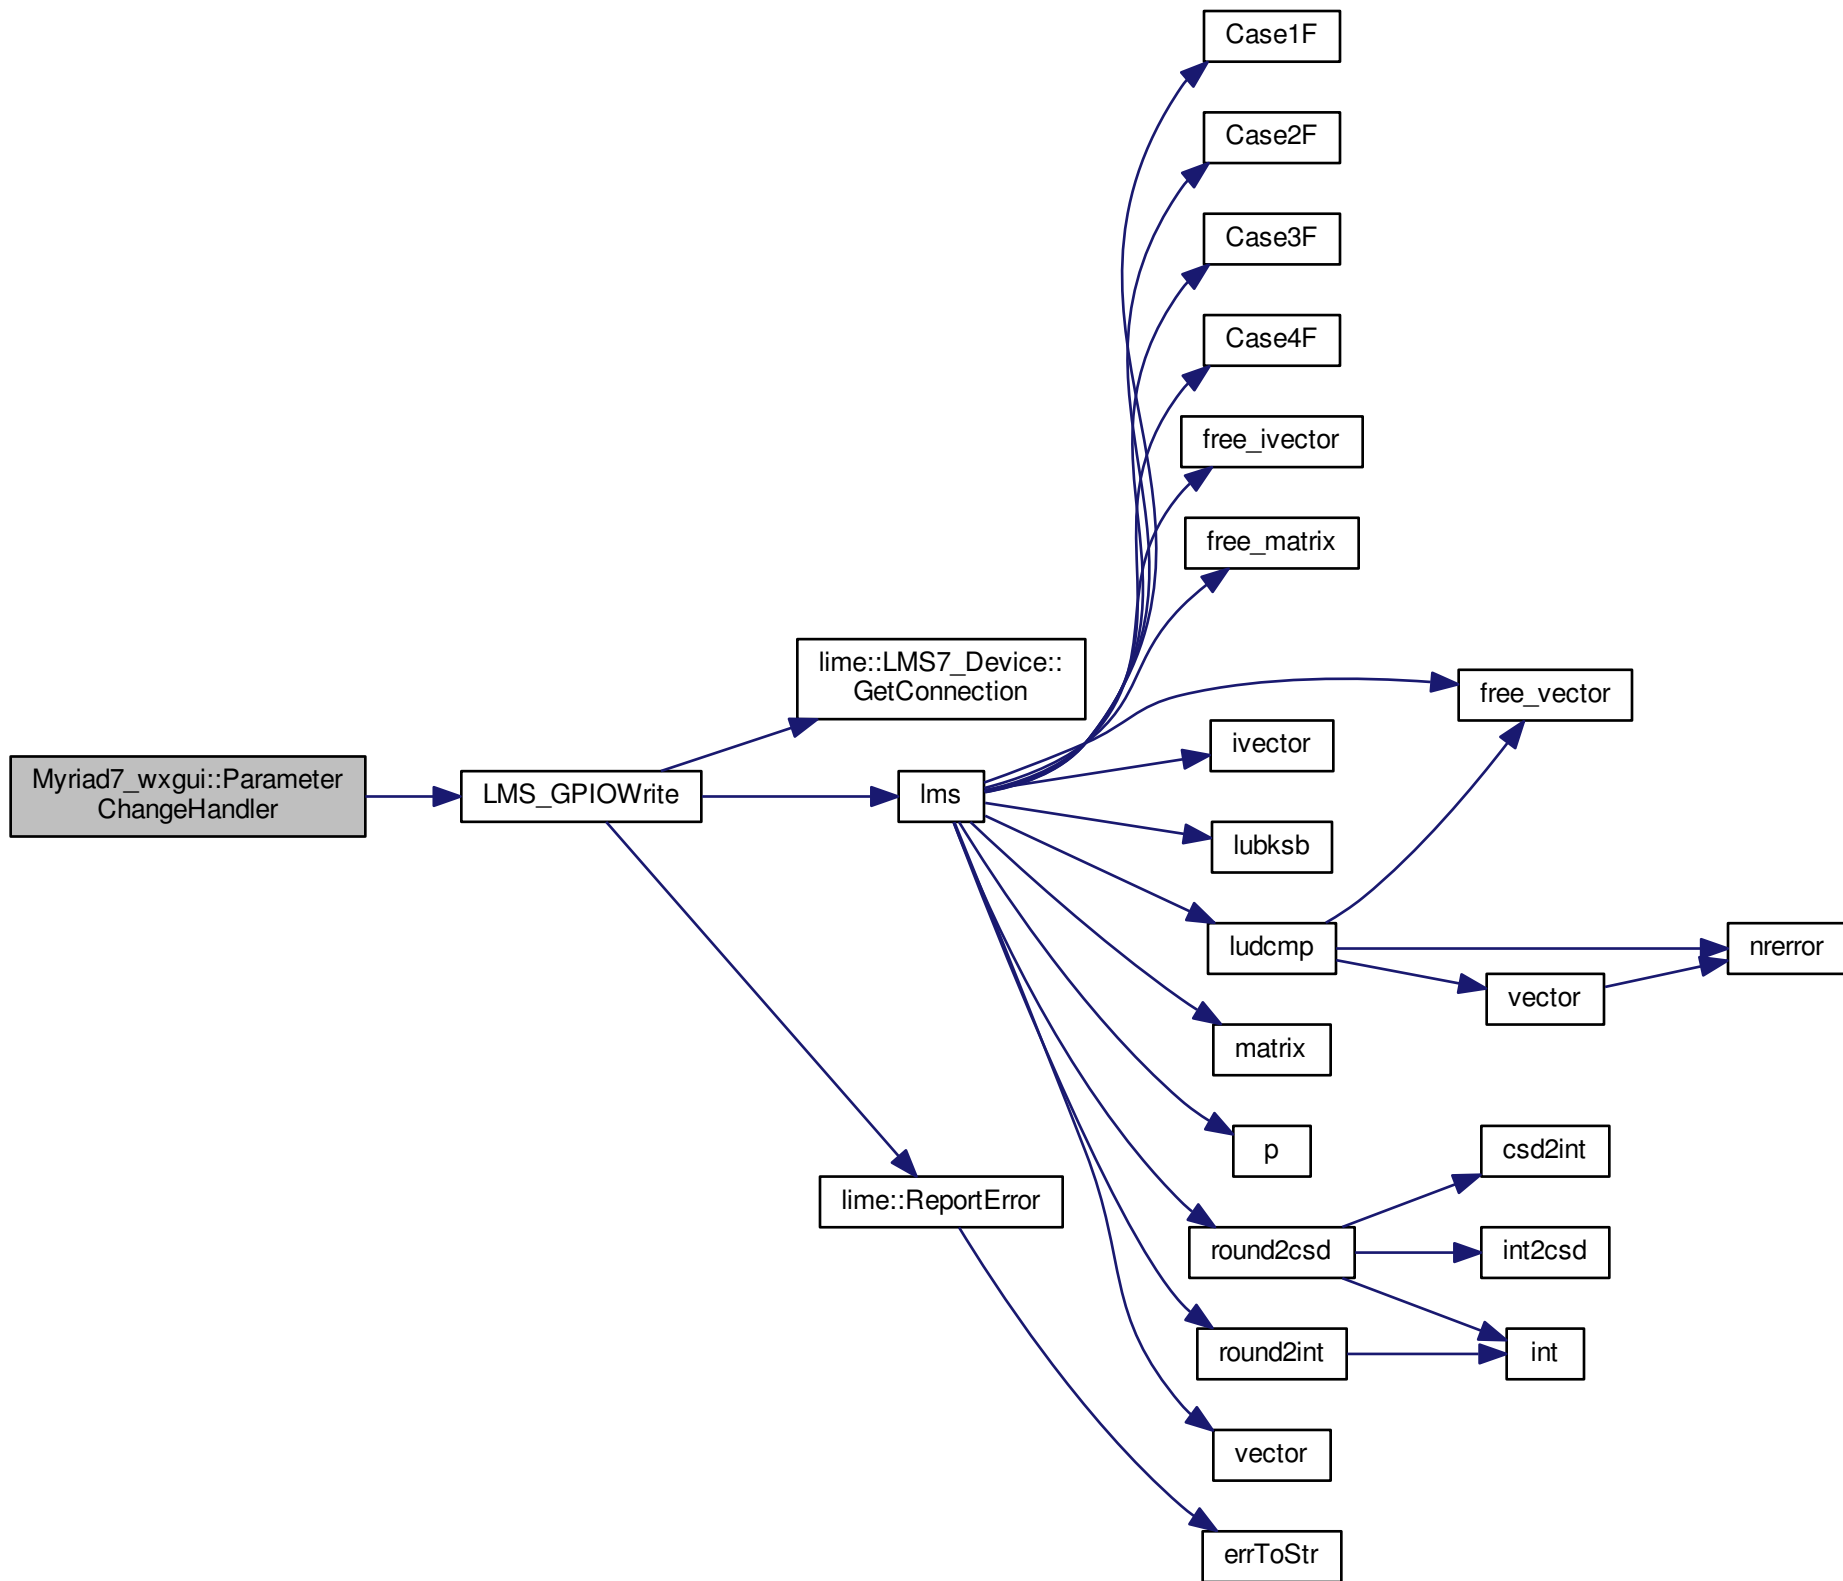 Case1F
Case2F
Case3F
Case4F
free_ivector
free_matrix
lime::LMS7_Device::
GetConnection
free_vector
ivector
Myriad7_wxgui::Parameter
ChangeHandler
LMS_GPIOWrite
lms
lubksb
ludcmp
nrerror
vector
matrix
p
csd2int
lime::ReportError
round2csd
int2csd
round2int
int
vector
errToStr